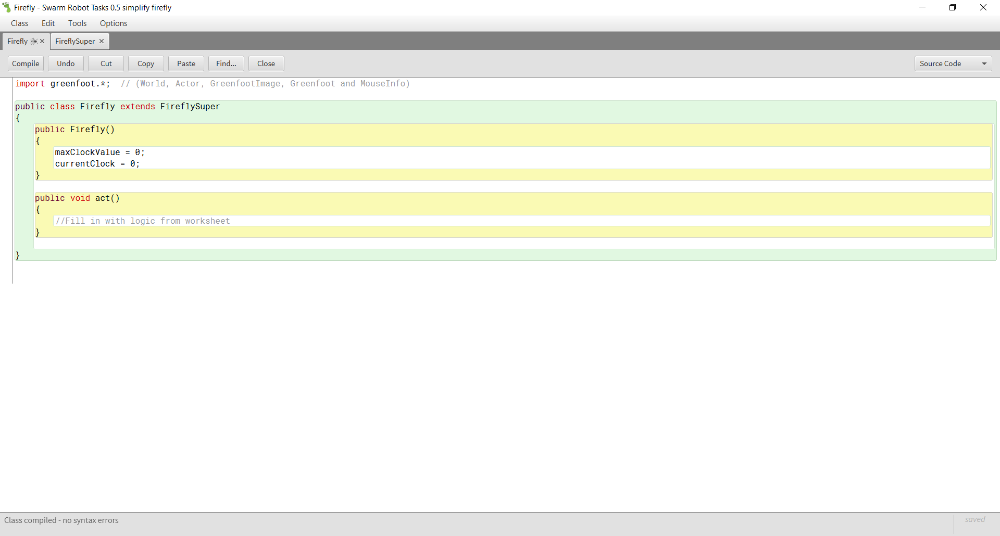 Firefly - Swarm Robot Tasks 0.5 simplify firefly
Class Edit Tools Options
Firefly FireflySuper
Compile Undo Cut Copy Paste Find... Close Source Code
import greenfoot.*;  // (World, Actor, GreenfootImage, Greenfoot and MouseInfo)
public class Firefly extends FireflySuper
{
public Firefly()
{
maxClockValue = 0;
currentClock = 0;
}
public void act()
{
//Fill in with logic from worksheet
}
}
Class compiled - no syntax errors
saved